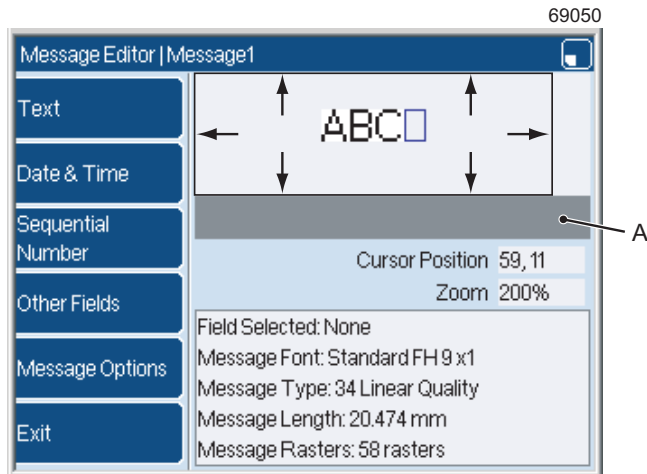 69050
Message Editor | Message1
Text
ABC
Date & Time
A
Sequential
Number
Cursor Position 59, 11
Zoom 200%
Other Fields
Field Selected: None
Message Font: Standard FH 9 x1
Message Options
Message Type: 34 Linear Quality
Message Length: 20.474 mm
Exit
Message Rasters: 58 rasters